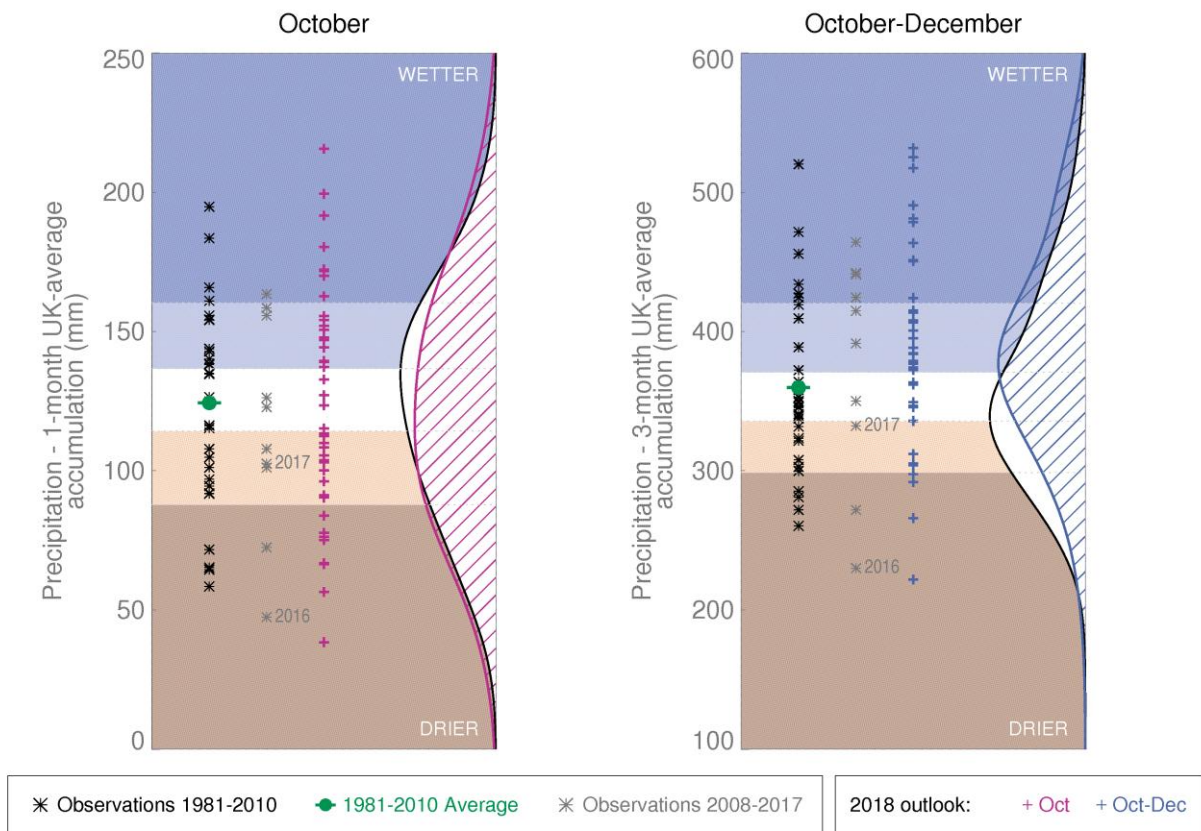 October
October-December
Precipitation - 1-month UK-average
accumulation (mm)
250
200
150
100
50
0
WETTER
2017
2016
DRIER
Precipitation - 3-month UK-average
accumulation (mm)
600
500
400
300
200
100
WETTER
2017
2016
DRIER
Observations 1981-2010
1981-2010 Average
Observations 2008-2017
2018 outlook:
+ Oct
+ Oct-Dec